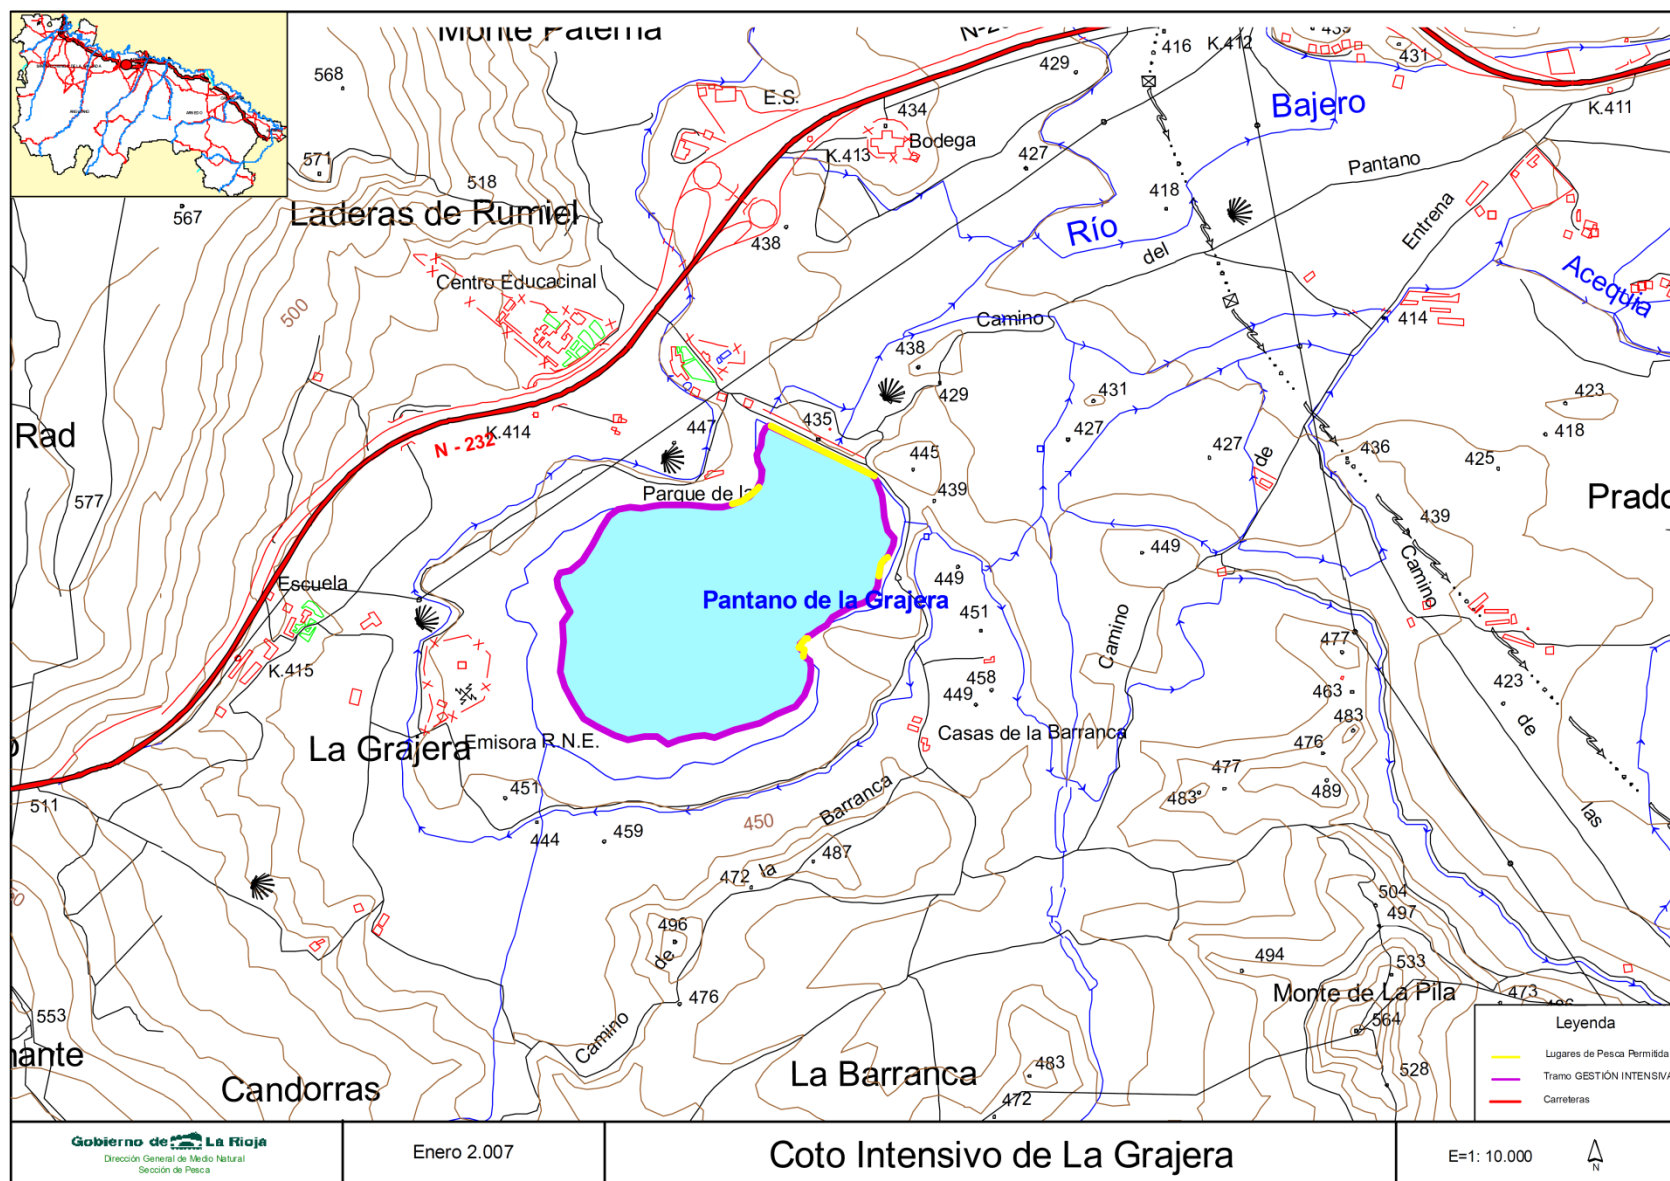 Monte Paterna
N-23
416
K.412
439
431
568
429
E.S.
K.411
434
Bajero
Bodega
571
K.413
427
Pantano
518
418
567
Laderas de Rumiel
Río
Entrena
438
del
Acequia
Centro Educacinal
500
Camino
414
438
429
431
423
Rad
K.414
N - 232
447
435
427
427
de
436
418
445
425
577
Parque de la
439
439
Prado
449
Escuela
449
Camino
Pantano de la Grajera
451
Camino
477
K.415
458
449
463
423
483
de
La Grajera
Emisora R.N.E.
Casas de la Barranca
476
477
451
483
489
511
Barranca
450
las
444
459
487
la
472
504
497
496
de
494
533
Monte de La Pila
473
476
553
Camino
564
Candorras
La Barranca
483
528
472
Leyenda
Lugares de Pesca Permitida
Tramo GESTIÓN INTENSIVA
Carreteras
Gobierno de La Rioja
Dirección General de Medio Natural
Sección de Pesca
Enero 2.007
Coto Intensivo de La Grajera
E=1: 10.000
N